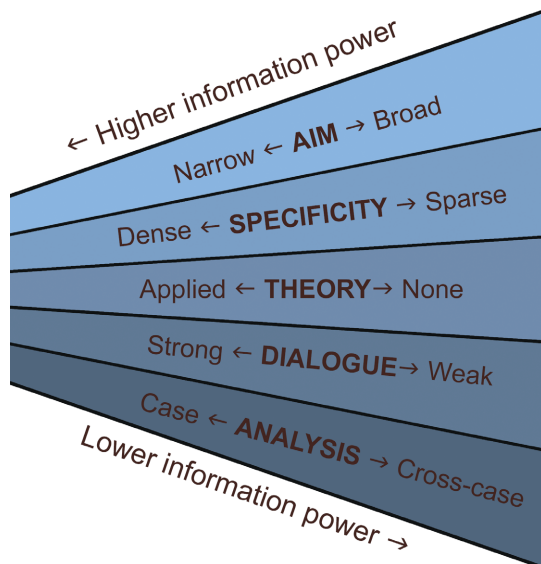 ← Higher information power
Narrow ← AIM → Broad
Dense ← SPECIFICITY → Sparse
Applied ← THEORY → None
Strong ← DIALOGUE → Weak
Case ← ANALYSIS → Cross-case
Lower information power →